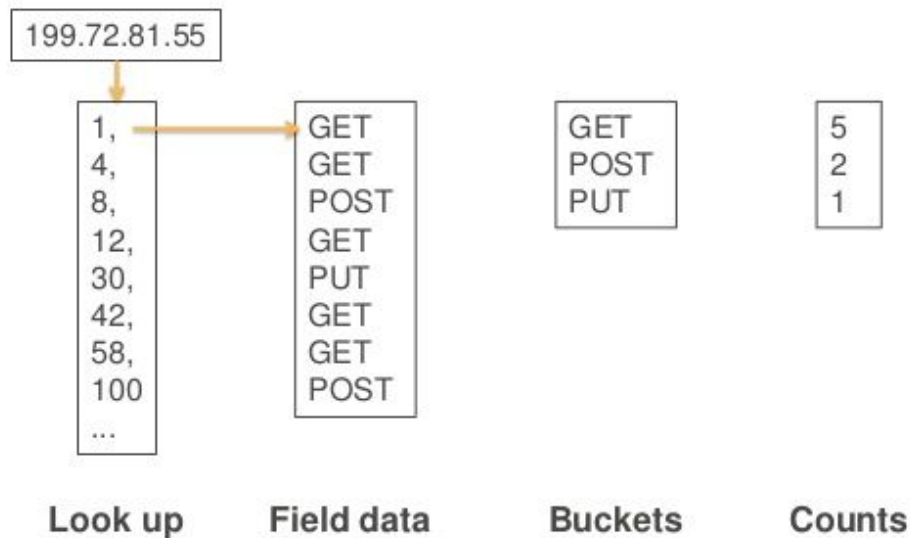 199.72.81.55
1,
4,
8,
12,
30,
42,
58,
100
...
GET
GET
POST
GET
PUT
GET
GET
POST
GET
POST
PUT
5
2
1
Look up
Field data
Buckets
Counts